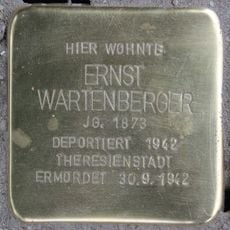 HIER WOHNTE
ERNST
WARTENBERGER
JG. 1873
DEPORTIERT 1942
THERESIENSTADT
ERMORDET 30.9.1942